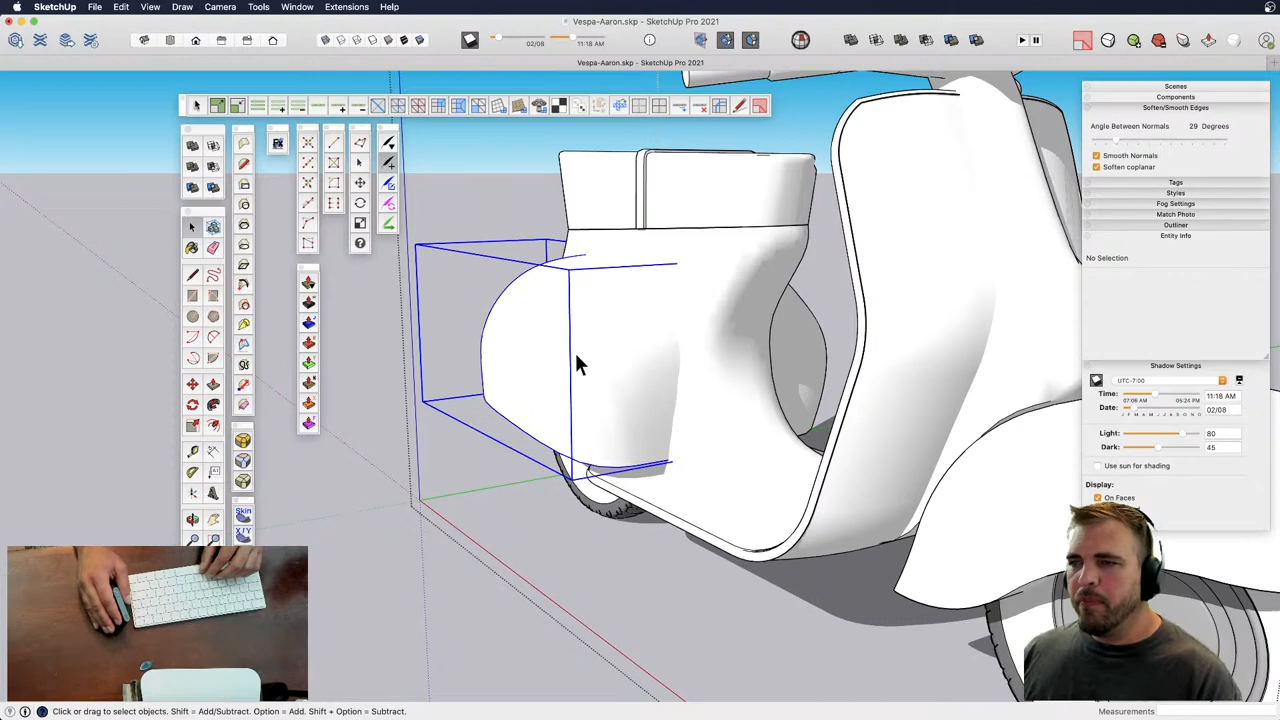 SketchUp File Edit View Draw Camera Tools Window Extensions Help
Vespa-Aaron.skp - SketchUp Pro 2021
02/08 11:18 AM
Vespa-Aaron.skp - SketchUp Pro 2021
Scenes
Components
Soften/Smooth Edges
Angle Between Normals 29 Degrees
Smooth Normals
Soften coplanar
Tags
Styles
Fog Settings
Match Photo
Outliner
Entity Info
No Selection
Shadow Settings
UTC-7:00
Time: 11:18 AM
07:06 AM 05:24 PM
Date: 02/08
J F M A M J J A S O N D
Light: 80
Dark: 45
Use sun for shading
Display:
On Faces
Skin
X/Y
Click or drag to select objects. Shift = Add/Subtract. Option = Add. Shift + Option = Subtract.
Measurements